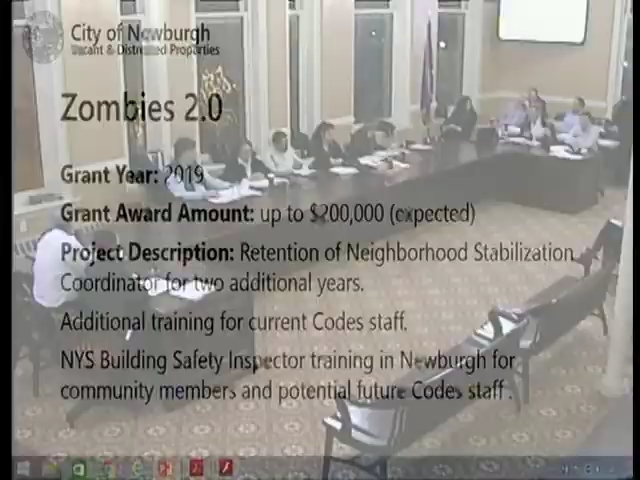 City of Newburgh
Vacant & Distressed Properties
Zombies 2.0
Grant Year: 2019
Grant Award Amount: up to $200,000 (expected)
Project Description: Retention of Neighborhood Stabilization
Coordinator for two additional years.
Additional training for current Codes staff.
NYS Building Safety Inspector training in Newburgh for
community members and potential future Codes staff.